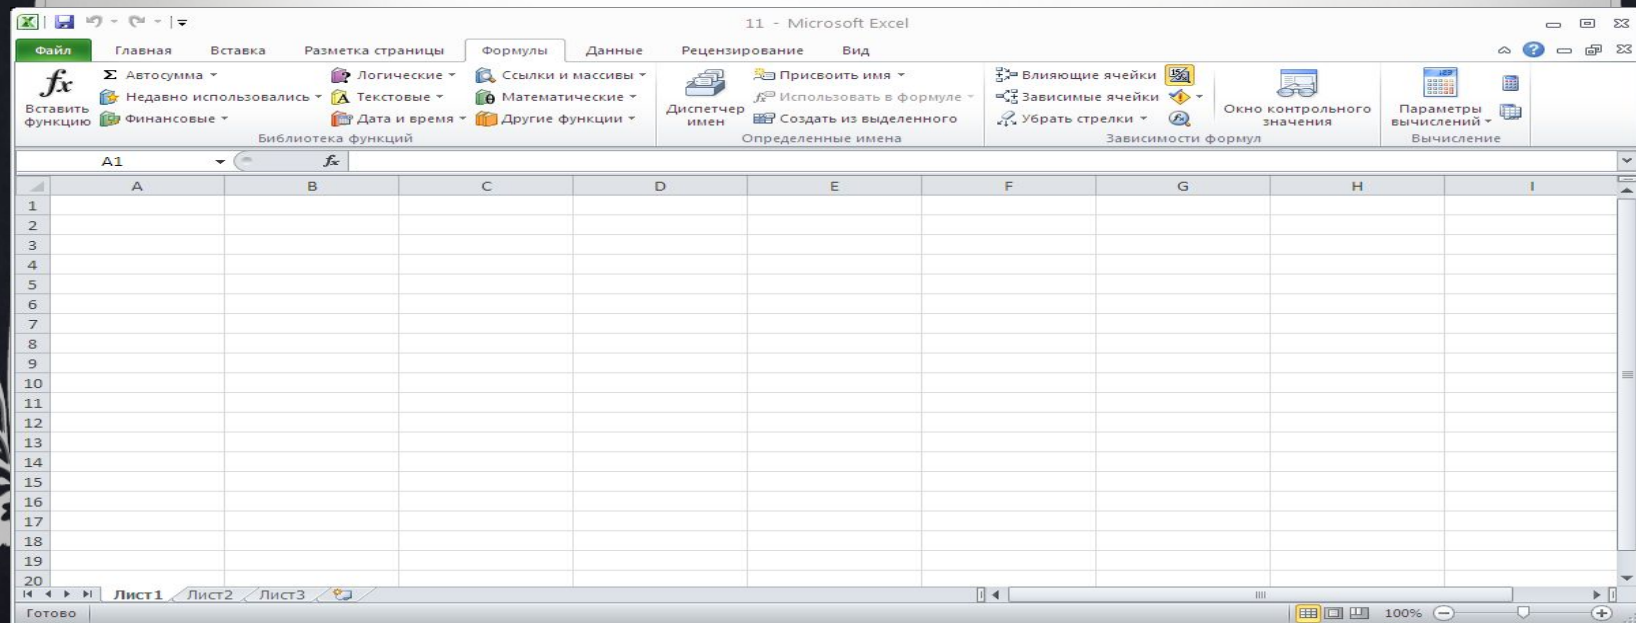 11 - Microsoft Excel
Файл Главная Вставка Разметка страницы Формулы Данные Рецензирование Вид
fx Вставить функцию
Σ Автосумма
Недавно использовались
Финансовые
Логические
Текстовые
Дата и время
Ссылки и массивы
Математические
Другие функции
Библиотека функций
Диспетчер имен
Присвоить имя
Использовать в формуле
Создать из выделенного
Определенные имена
Влияющие ячейки
Зависимые ячейки
Убрать стрелки
Окно контрольного значения
Зависимости формул
Параметры вычислений
Вычисление
A1 fx
A B C D E F G H I
1
2
3
4
5
6
7
8
9
10
11
12
13
14
15
16
17
18
19
20
Лист1 Лист2 Лист3
Готово 100%